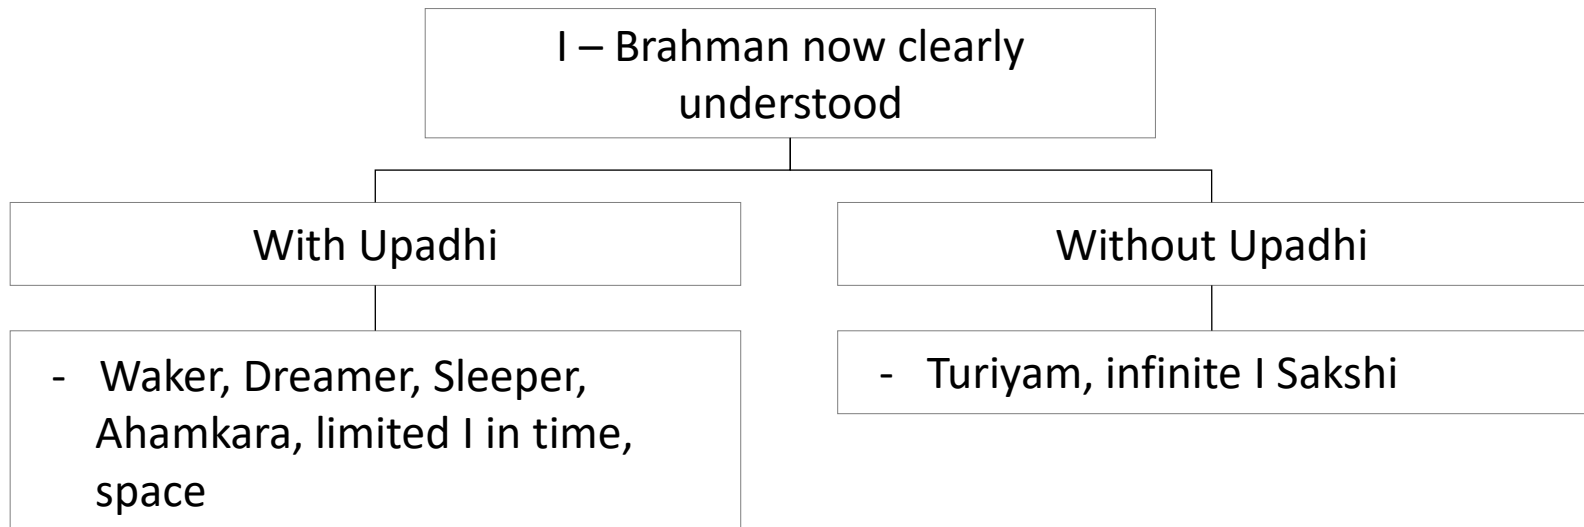 I – Brahman now clearly
understood
With Upadhi
Without Upadhi
- Waker, Dreamer, Sleeper,
Ahamkara, limited I in time,
space
- Turiyam, infinite I Sakshi